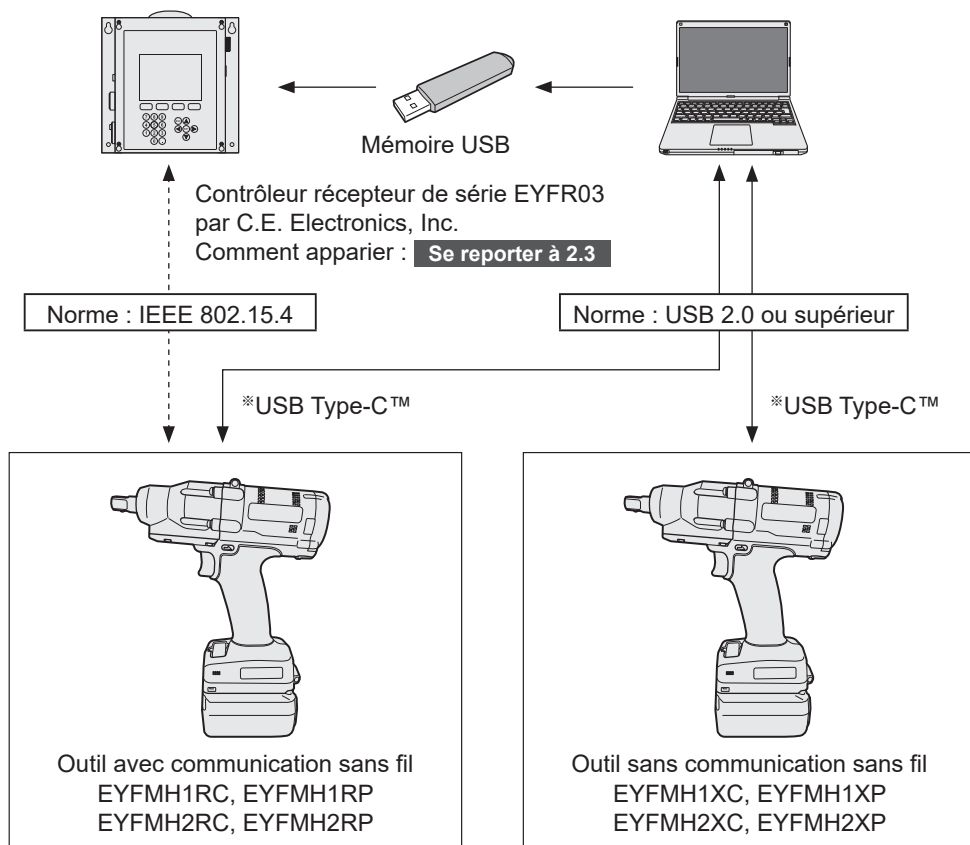 Mémoire USB
Contrôleur récepteur de série EYFR03
par C.E. Electronics, Inc.
Comment apparier : Se reporter à 2.3
Norme : IEEE 802.15.4
Norme : USB 2.0 ou supérieur
※USB Type-C™
※USB Type-C™
Outil avec communication sans fil
EYFMH1RC, EYFMH1RP
EYFMH2RC, EYFMH2RP
Outil sans communication sans fil
EYFMH1XC, EYFMH1XP
EYFMH2XC, EYFMH2XP